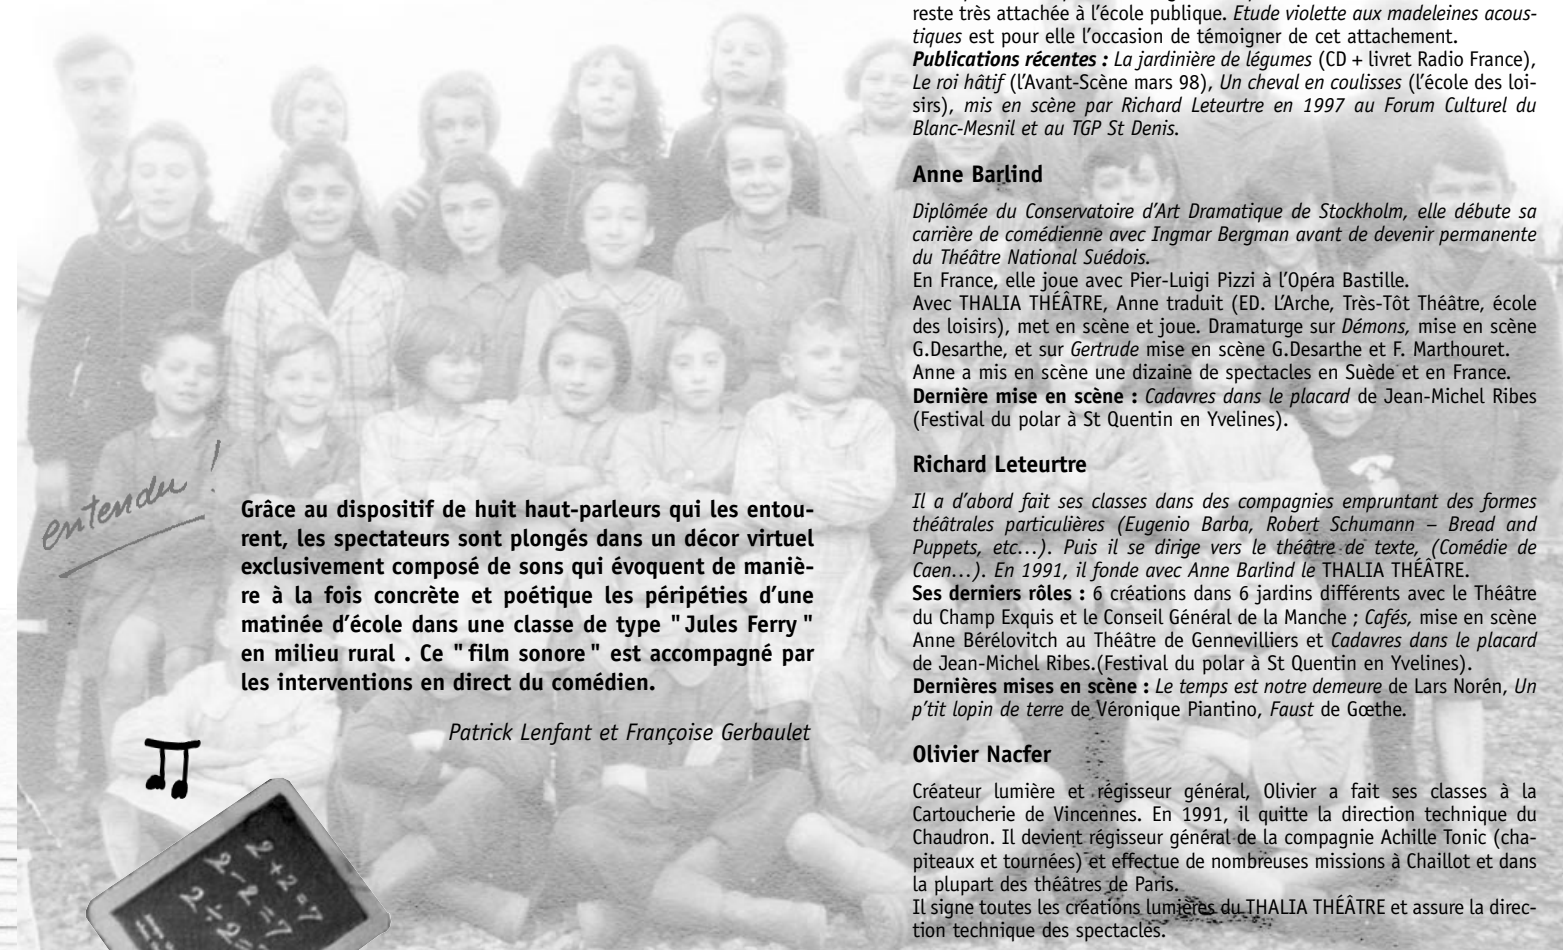 entendu !
Grâce au dispositif de huit haut-parleurs qui les entou-
rent, les spectateurs sont plongés dans un décor virtuel
exclusivement composé de sons qui évoquent de maniè-
re à la fois concrète et poétique les péripéties d'une
matinée d'école dans une classe de type "Jules Ferry"
en milieu rural . Ce "film sonore" est accompagné par
les interventions en direct du comédien.
Patrick Lenfant et Françoise Gerbaulet
2+2=7
2-2=7
2÷2=
reste très attachée à l'école publique. Etude violette aux madeleines acous-
tiques est pour elle l'occasion de témoigner de cet attachement.
Publications récentes : La jardinière de légumes (CD + livret Radio France),
Le roi hâtif (l'Avant-Scène mars 98), Un cheval en coulisses (l'école des loi-
sirs), mis en scène par Richard Leteurtre en 1997 au Forum Culturel du
Blanc-Mesnil et au TGP St Denis.
Anne Barlind
Diplômée du Conservatoire d'Art Dramatique de Stockholm, elle débute sa
carrière de comédienne avec Ingmar Bergman avant de devenir permanente
du Théâtre National Suédois.
En France, elle joue avec Pier-Luigi Pizzi à l'Opéra Bastille.
Avec THALIA THÉÂTRE, Anne traduit (ED. L'Arche, Très-Tôt Théâtre, école
des loisirs), met en scène et joue. Dramaturge sur Démons, mise en scène
G.Desarthe, et sur Gertrude mise en scène G.Desarthe et F. Marthouret.
Anne a mis en scène une dizaine de spectacles en Suède et en France.
Dernière mise en scène : Cadavres dans le placard de Jean-Michel Ribes
(Festival du polar à St Quentin en Yvelines).
Richard Leteurtre
Il a d'abord fait ses classes dans des compagnies empruntant des formes
théâtrales particulières (Eugenio Barba, Robert Schumann – Bread and
Puppets, etc...). Puis il se dirige vers le théâtre de texte, (Comédie de
Caen...). En 1991, il fonde avec Anne Barlind le THALIA THÉÂTRE.
Ses derniers rôles : 6 créations dans 6 jardins différents avec le Théâtre
du Champ Exquis et le Conseil Général de la Manche ; Cafés, mise en scène
Anne Bérélovitch au Théâtre de Gennevilliers et Cadavres dans le placard
de Jean-Michel Ribes.(Festival du polar à St Quentin en Yvelines).
Dernières mises en scène : Le temps est notre demeure de Lars Norén, Un
p'tit lopin de terre de Véronique Piantino, Faust de Gœthe.
Olivier Nacfer
Créateur lumière et régisseur général, Olivier a fait ses classes à la
Cartoucherie de Vincennes. En 1991, il quitte la direction technique du
Chaudron. Il devient régisseur général de la compagnie Achille Tonic (cha-
piteaux et tournées) et effectue de nombreuses missions à Chaillot et dans
la plupart des théâtres de Paris.
Il signe toutes les créations lumières du THALIA THÉÂTRE et assure la direc-
tion technique des spectacles.